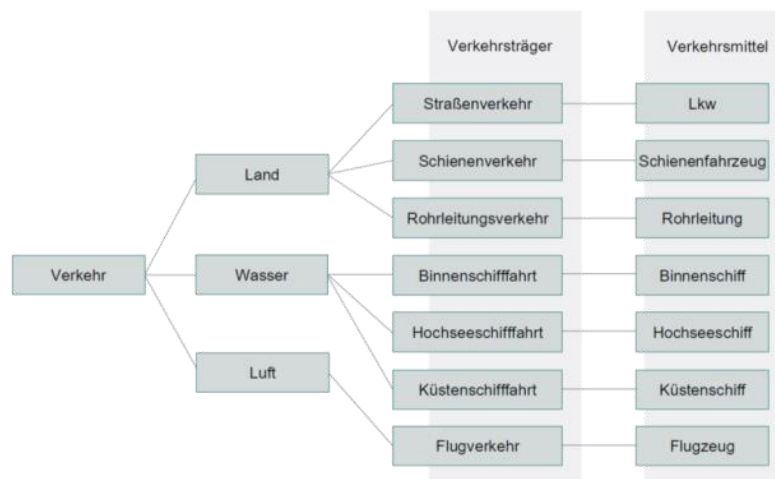 Verkehrsträger
Verkehrsmittel
Straßenverkehr
Lkw
Schienenverkehr
Schienenfahrzeug
Land
Rohrleitungsverkehr
Rohrleitung
Verkehr
Wasser
Binnenschifffahrt
Binnenschiff
Hochseeschifffahrt
Hochseeschiff
Luft
Küstenschifffahrt
Küstenschiff
Flugverkehr
Flugzeug